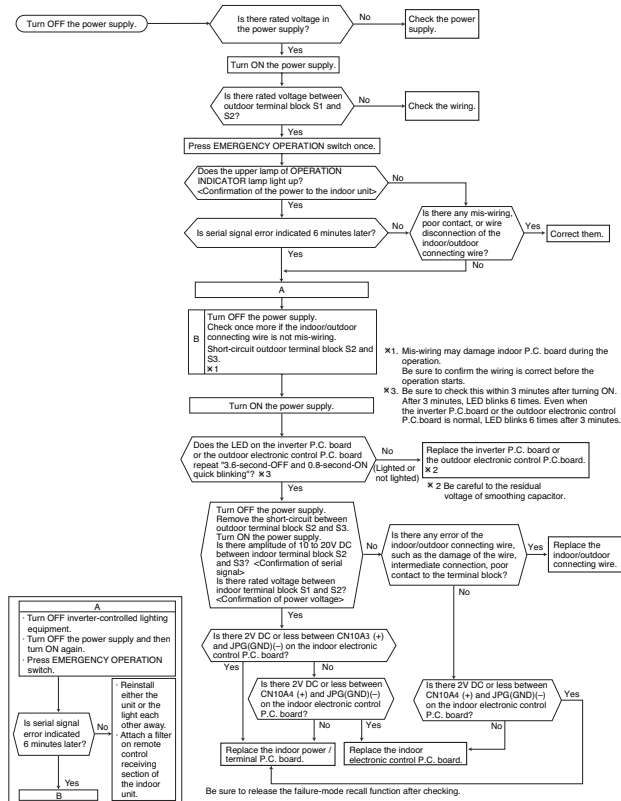 Turn OFF the power supply.
Is there rated voltage in
the power supply?
No
Check the power
supply.
Yes
Turn ON the power supply.
Is there rated voltage between
outdoor terminal block S1 and
S2?
No
Check the wiring.
Yes
Press EMERGENCY OPERATION switch once.
Does the upper lamp of OPERATION
INDICATOR lamp light up?
<Confirmation of the power to the indoor unit>
No
Yes
Is serial signal error indicated 6 minutes later?
No
Is there any mis-wiring,
poor contact, or wire
disconnection of the
indoor/outdoor
connecting wire?
Yes
Correct them.
Yes
No
A
B
Turn OFF the power supply.
Check once more if the indoor/outdoor
connecting wire is not mis-wiring.
Short-circuit outdoor terminal block S2 and
S3.
※1
※1. Mis-wiring may damage indoor P.C. board during the
operation.
Be sure to confirm the wiring is correct before the
operation starts.
※3. Be sure to check this within 3 minutes after turning ON.
After 3 minutes, LED blinks 6 times. Even when
the inverter P.C.board or the outdoor electronic control
P.C.board is normal, LED blinks 6 times after 3 minutes.
Turn ON the power supply.
Does the LED on the inverter P.C. board
or the outdoor electronic control P.C. board
repeat "3.6-second-OFF and 0.8-second-ON
quick blinking"? ※3
No
(Lighted or
not lighted)
Replace the inverter P.C. board or
the outdoor electronic control P.C.board.
※2
※ 2 Be careful to the residual
voltage of smoothing capacitor.
Yes
Turn OFF the power supply.
Remove the short-circuit between
outdoor terminal block S2 and S3.
Turn ON the power supply.
Is there amplitude of 10 to 20V DC
between indoor terminal block S2
and S3? <Confirmation of
serial signal>
Is there rated voltage between
indoor terminal block S1 and S2?
<Confirmation of power voltage>
No
Is there any error of the
indoor/outdoor connecting wire,
such as the damage of the wire,
intermediate connection, poor
contact to the terminal block?
Yes
Replace the
indoor/outdoor
connecting wire.
Yes
No
Is there 2V DC or less between CN10A3 (+)
and JPG(GND)(–) on the indoor electronic
control P.C. board?
Yes
No
Is there 2V DC or less between
CN10A4 (+) and JPG(GND)(–)
on the indoor electronic control
P.C. board?
No
Yes
Is there 2V DC or less between
CN10A4 (+) and JPG(GND)(–)
on the indoor electronic control
P.C. board?
Yes
No
Replace the indoor power /
terminal P.C. board.
Replace the indoor
electronic control P.C. board.
Be sure to release the failure-mode recall function after checking.
A
· Turn OFF inverter-controlled lighting
equipment.
· Turn OFF the power supply and then
turn ON again.
· Press EMERGENCY OPERATION
switch.
Is serial signal
error indicated
6 minutes later?
No
· Reinstall
either the
unit or the
light each
other away.
· Attach a filter
on remote
control
receiving
section of the
indoor unit.
Yes
B